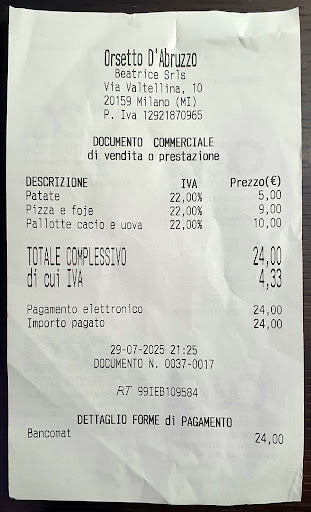 Orsetto D'Abruzzo
Beatrice Srls
Via Valtellina, 10
20159 Milano (MI)
P. Iva 12921870965
DOCUMENTO COMMERCIALE
di vendita o prestazione
DESCRIZIONE IVA Prezzo(€)
Patate 22,00% 5,00
Pizza e foje 22,00% 9,00
Pallotte cacio e uova 22,00% 10,00
TOTALE COMPLESSIVO 24,00
di cui IVA 4,33
Pagamento elettronico 24,00
Importo pagato 24,00
29-07-2025 21:25
DOCUMENTO N. 0037-0017
RT 99IEB109584
DETTAGLIO FORME di PAGAMENTO
Bancomat 24,00